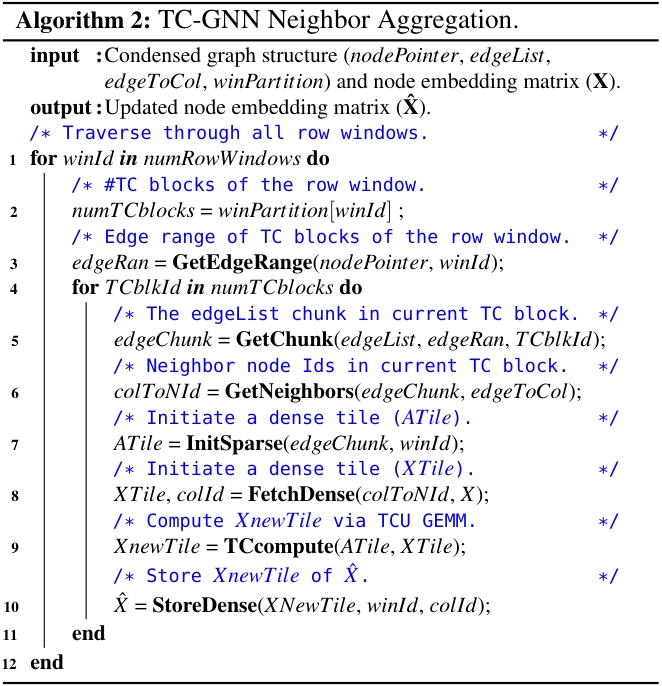 Algorithm 2: TC-GNN Neighbor Aggregation.
input :Condensed graph structure (nodePointer, edgeList,
edgeToCol, winPartition) and node embedding matrix (X).
output :Updated node embedding matrix (X̂).
/* Traverse through all row windows. */
1 for winId in numRowWindows do
/* #TC blocks of the row window. */
2 numTCblocks = winPartition[winId] ;
/* Edge range of TC blocks of the row window. */
3 edgeRan = GetEdgeRange(nodePointer, winId);
4 for TCblkId in numTCblocks do
/* The edgeList chunk in current TC block. */
5 edgeChunk = GetChunk(edgeList, edgeRan, TCblkId);
/* Neighbor node Ids in current TC block. */
6 colToNId = GetNeighbors(edgeChunk, edgeToCol);
/* Initiate a dense tile (ATile). */
7 ATile = InitSparse(edgeChunk, winId);
/* Initiate a dense tile (XTile). */
8 XTile, colId = FetchDense(colToNId, X);
/* Compute XnewTile via TCU GEMM. */
9 XnewTile = TCcompute(ATile, XTile);
/* Store XnewTile of X̂. */
10 X̂ = StoreDense(XNewTile, winId, colId);
11 end
12 end